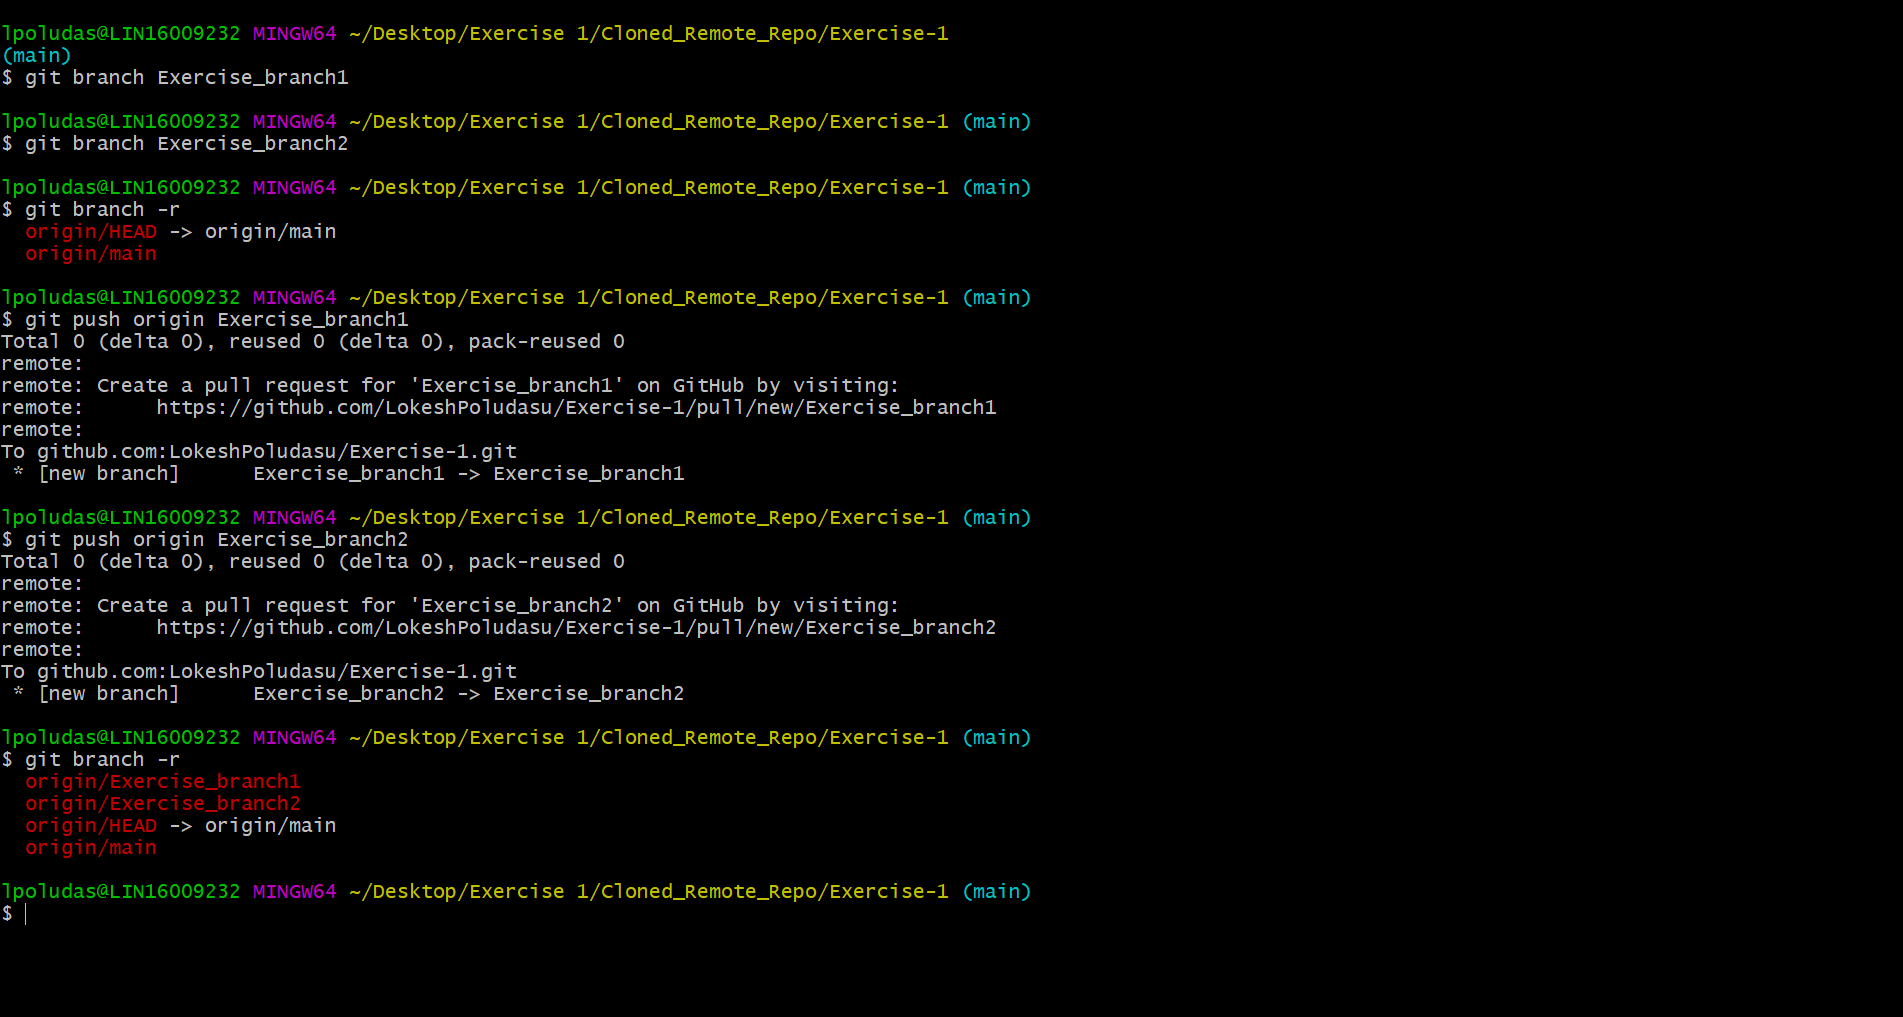 lpoludas@LIN16009232 MINGW64 ~/Desktop/Exercise 1/Cloned_Remote_Repo/Exercise-1
(main)
$ git branch Exercise_branch1

lpoludas@LIN16009232 MINGW64 ~/Desktop/Exercise 1/Cloned_Remote_Repo/Exercise-1 (main)
$ git branch Exercise_branch2

lpoludas@LIN16009232 MINGW64 ~/Desktop/Exercise 1/Cloned_Remote_Repo/Exercise-1 (main)
$ git branch -r
  origin/HEAD -> origin/main
  origin/main

lpoludas@LIN16009232 MINGW64 ~/Desktop/Exercise 1/Cloned_Remote_Repo/Exercise-1 (main)
$ git push origin Exercise_branch1
Total 0 (delta 0), reused 0 (delta 0), pack-reused 0
remote:
remote: Create a pull request for 'Exercise_branch1' on GitHub by visiting:
remote:      https://github.com/LokeshPoludasu/Exercise-1/pull/new/Exercise_branch1
remote:
To github.com:LokeshPoludasu/Exercise-1.git
 * [new branch]      Exercise_branch1 -> Exercise_branch1

lpoludas@LIN16009232 MINGW64 ~/Desktop/Exercise 1/Cloned_Remote_Repo/Exercise-1 (main)
$ git push origin Exercise_branch2
Total 0 (delta 0), reused 0 (delta 0), pack-reused 0
remote:
remote: Create a pull request for 'Exercise_branch2' on GitHub by visiting:
remote:      https://github.com/LokeshPoludasu/Exercise-1/pull/new/Exercise_branch2
remote:
To github.com:LokeshPoludasu/Exercise-1.git
 * [new branch]      Exercise_branch2 -> Exercise_branch2

lpoludas@LIN16009232 MINGW64 ~/Desktop/Exercise 1/Cloned_Remote_Repo/Exercise-1 (main)
$ git branch -r
  origin/Exercise_branch1
  origin/Exercise_branch2
  origin/HEAD -> origin/main
  origin/main

lpoludas@LIN16009232 MINGW64 ~/Desktop/Exercise 1/Cloned_Remote_Repo/Exercise-1 (main)
$